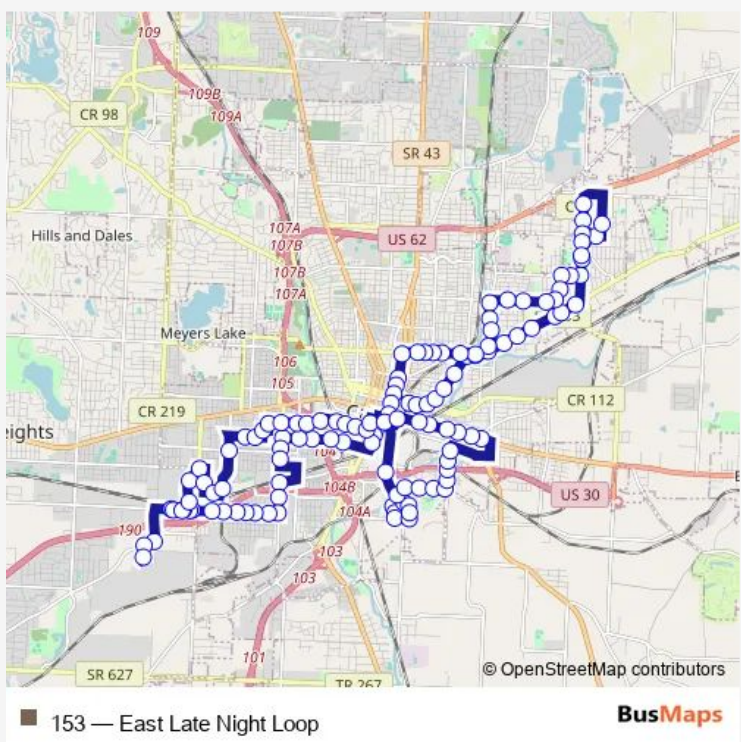 109
109B
109A
CR 98
SR 43
107A
107B
US 62
Hills and Dales
107B
107A
Meyers Lake
106
105
CR 219
CR 112
eights
104
104B
US 30
104A
190
103
103
101
SR 627
TR 267
© OpenStreetMap contributors
153 — East Late Night Loop
BusMaps